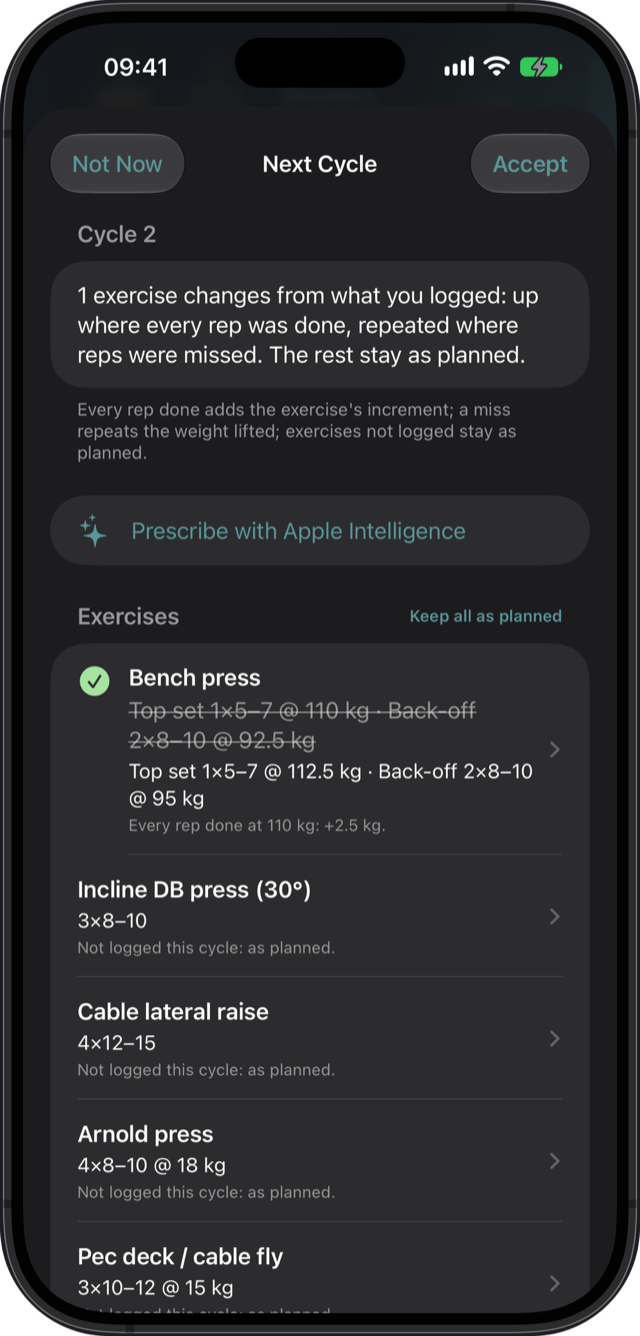 09:41
Not Now
Next Cycle
Accept
Cycle 2
1 exercise changes from what you logged: up
where every rep was done, repeated where
reps were missed. The rest stay as planned.
Every rep done adds the exercise's increment; a miss
repeats the weight lifted; exercises not logged stay as
planned.
Prescribe with Apple Intelligence
Exercises
Keep all as planned
Bench press
Top set 1×5–7 @ 110 kg · Back-off
2×8–10 @ 92.5 kg
Top set 1×5–7 @ 112.5 kg · Back-off 2×8–10
@ 95 kg
Every rep done at 110 kg: +2.5 kg.
Incline DB press (30°)
3×8–10
Not logged this cycle: as planned.
Cable lateral raise
4×12–15
Not logged this cycle: as planned.
Arnold press
4×8–10 @ 18 kg
Not logged this cycle: as planned.
Pec deck / cable fly
3×10–12 @ 15 kg